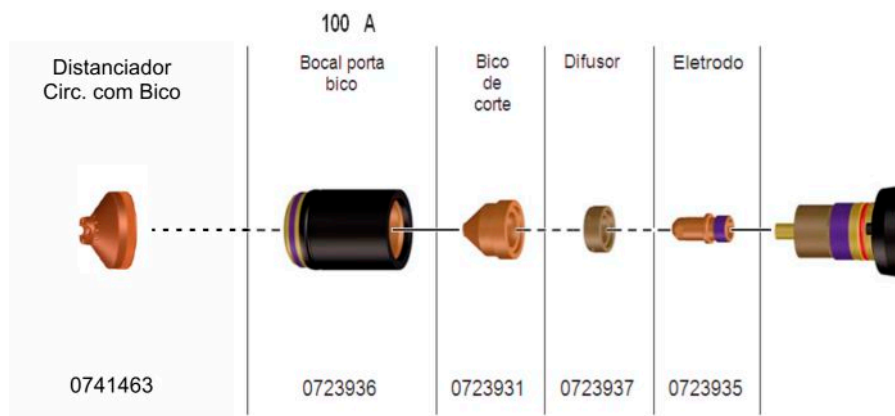 100 A
Distanciador
Circ. com Bico
Bocal porta
bico
Bico
de
corte
Difusor
Eletrodo
0741463
0723936
0723931
0723937
0723935